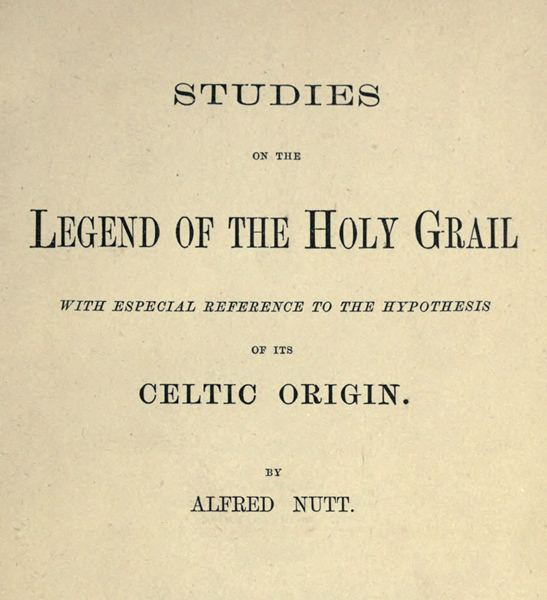 STUDIES
ON THE
LEGEND OF THE HOLY GRAIL
WITH ESPECIAL REFERENCE TO THE HYPOTHESIS
OF ITS
CELTIC ORIGIN.
BY
ALFRED NUTT.